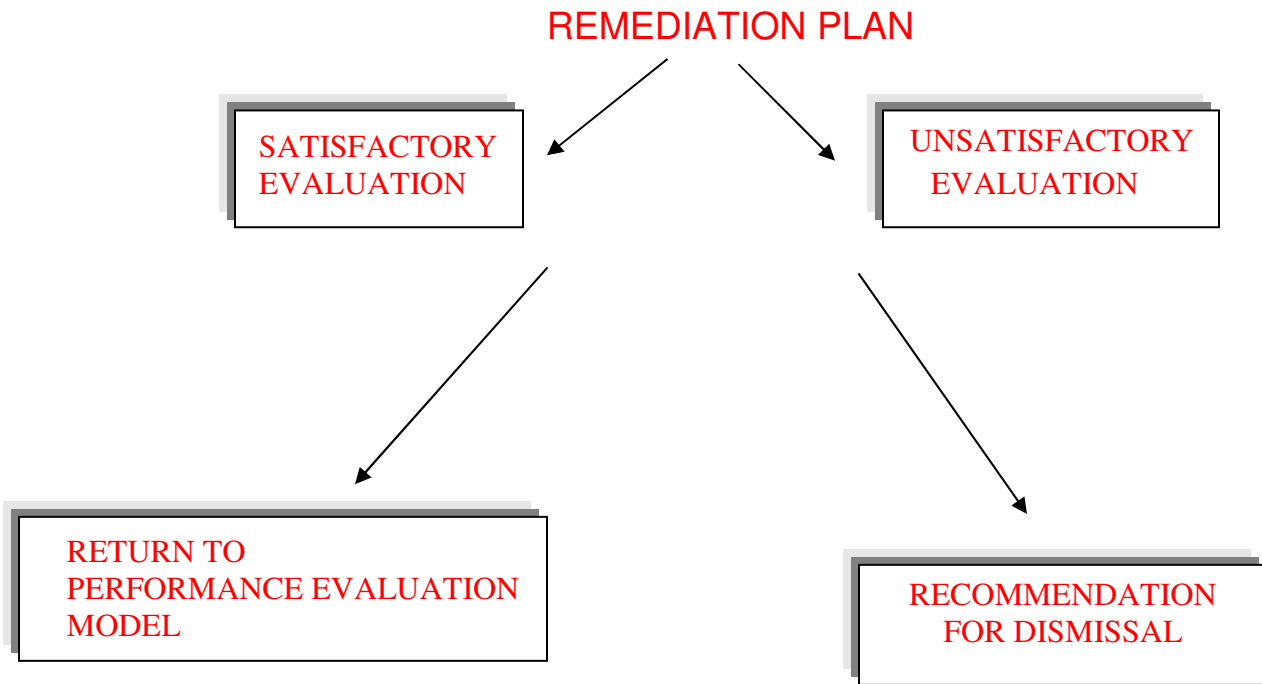 REMEDIATION PLAN
SATISFACTORY
EVALUATION
UNSATISFACTORY
EVALUATION
RETURN TO
PERFORMANCE EVALUATION
MODEL
RECOMMENDATION
FOR DISMISSAL